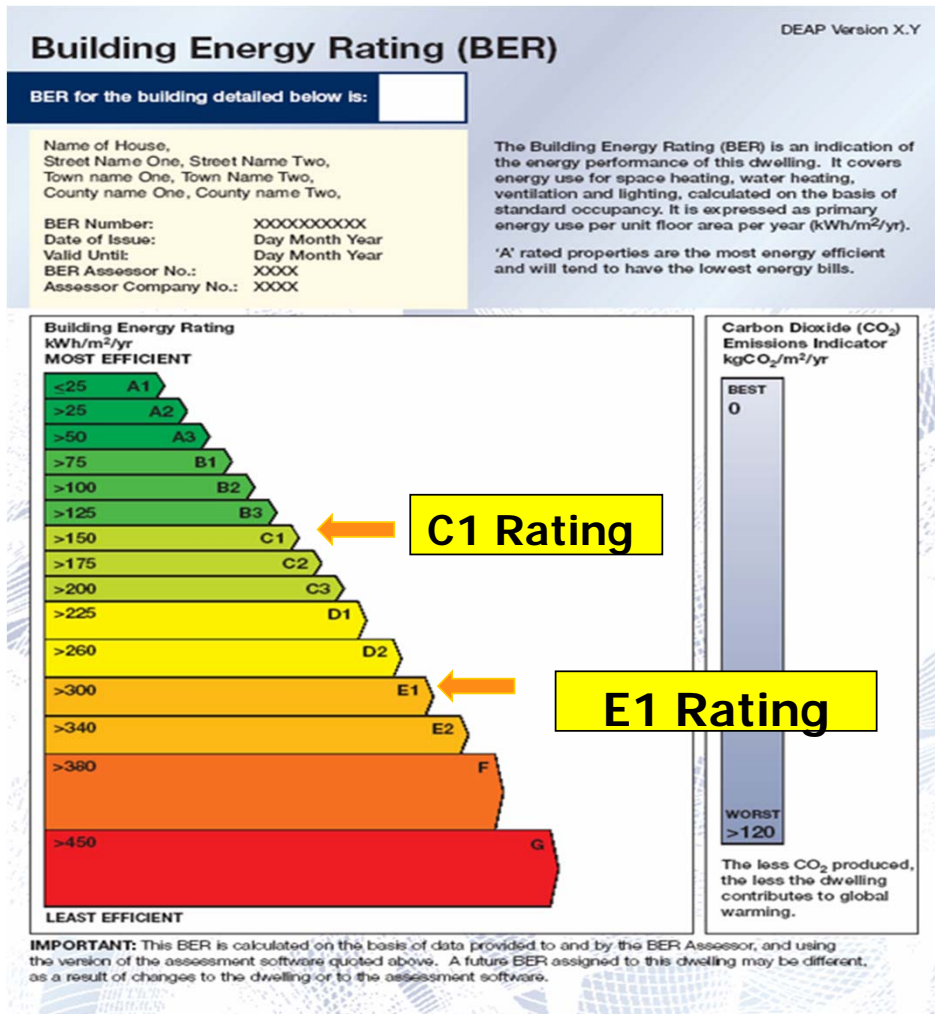 DEAP Version X.Y
Building Energy Rating (BER)
BER for the building detailed below is:
Name of House,
Street Name One, Street Name Two,
Town name One, Town Name Two,
County name One, County name Two,
BER Number: XXXXXXXXXX
Date of Issue: Day Month Year
Valid Until: Day Month Year
BER Assessor No.: XXXX
Assessor Company No.: XXXX
The Building Energy Rating (BER) is an indication of
the energy performance of this dwelling. It covers
energy use for space heating, water heating,
ventilation and lighting, calculated on the basis of
standard occupancy. It is expressed as primary
energy use per unit floor area per year (kWh/m²/yr).
'A' rated properties are the most energy efficient
and will tend to have the lowest energy bills.
Building Energy Rating
kWh/m²/yr
MOST EFFICIENT
≤25 A1
>25 A2
>50 A3
>75 B1
>100 B2
>125 B3
>150 C1
C1 Rating
>175 C2
>200 C3
>225 D1
>260 D2
>300 E1
E1 Rating
>340 E2
>380 F
>450 G
LEAST EFFICIENT
Carbon Dioxide (CO₂)
Emissions Indicator
kgCO₂/m²/yr
BEST
0
WORST
>120
The less CO₂ produced,
the less the dwelling
contributes to global
warming.
IMPORTANT: This BER is calculated on the basis of data provided to and by the BER Assessor, and using
the version of the assessment software quoted above. A future BER assigned to this dwelling may be different,
as a result of changes to the dwelling or to the assessment software.